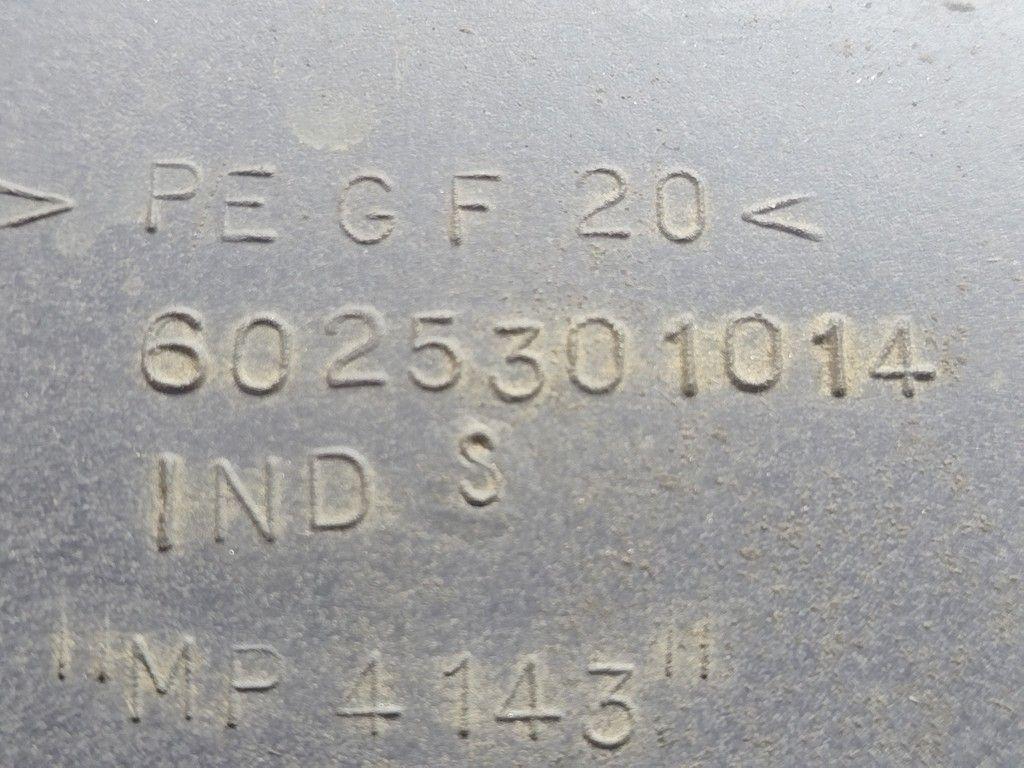 > PE GF 20 <
6025301014
IND S
"MP 4143"